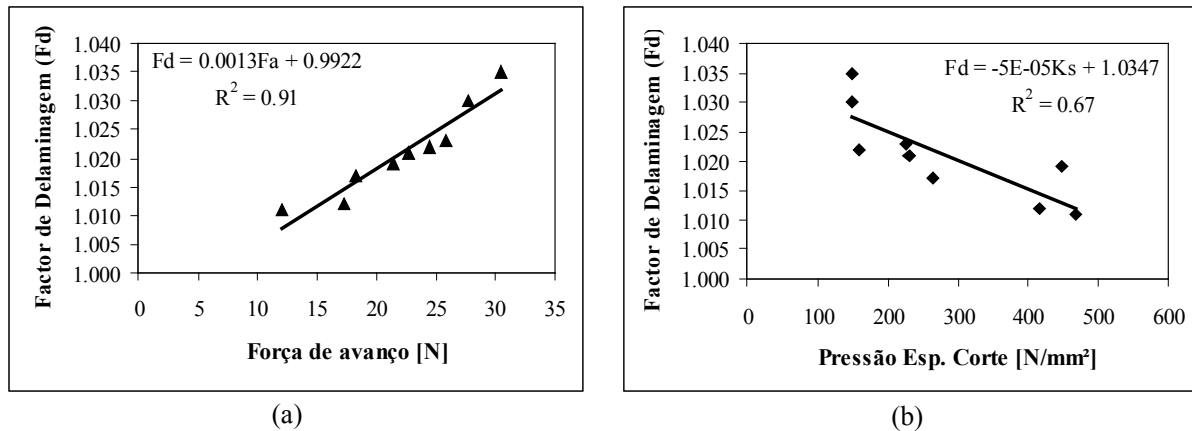 Factor de Delaminagem (Fd)
1.040
1.035
1.030
1.025
1.020
1.015
1.010
1.005
1.000
Fd = 0.0013Fa + 0.9922
R² = 0.91
0 5 10 15 20 25 30 35
Força de avanço [N]
(a)
Factor de Delaminagem (Fd)
1.040
1.035
1.030
1.025
1.020
1.015
1.010
1.005
1.000
Fd = -5E-05Ks + 1.0347
R² = 0.67
0 100 200 300 400 500 600
Pressão Esp. Corte [N/mm²]
(b)